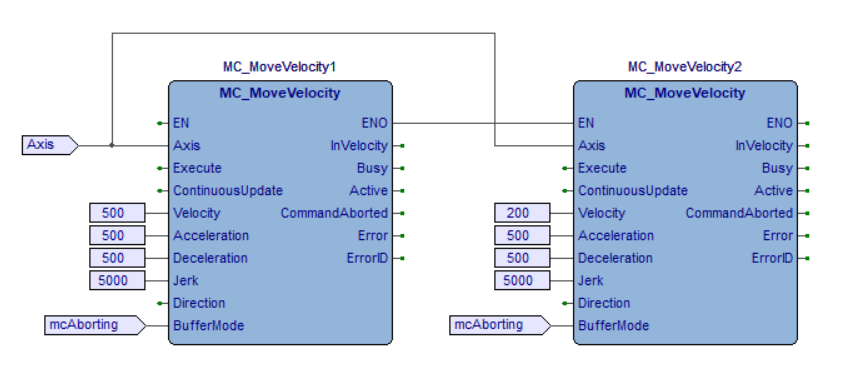 MC_MoveVelocity1
MC_MoveVelocity
EN
ENO
Axis
Axis
InVelocity
Execute
Busy
ContinuousUpdate
Active
500
Velocity
CommandAborted
500
Acceleration
Error
500
Deceleration
ErrorID
5000
Jerk
Direction
mcAborting
BufferMode
MC_MoveVelocity2
MC_MoveVelocity
EN
ENO
Axis
InVelocity
Execute
Busy
ContinuousUpdate
Active
200
Velocity
CommandAborted
500
Acceleration
Error
500
Deceleration
ErrorID
5000
Jerk
Direction
mcAborting
BufferMode